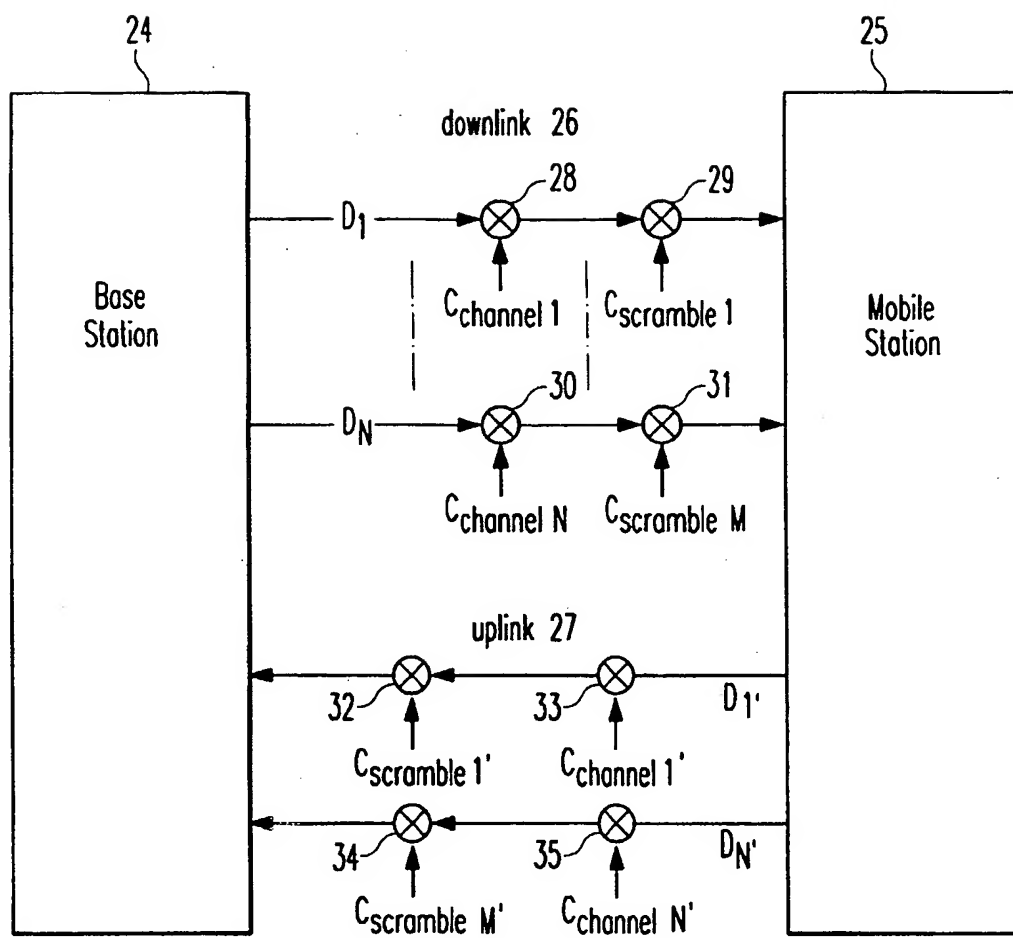 24
25
downlink 26
28
29
D1
Cchannel 1
Cscramble 1
Base
Station
Mobile
Station
30
31
DN
Cchannel N
Cscramble M
uplink 27
32
33
D1'
Cscramble 1'
Cchannel 1'
34
35
DN'
Cscramble M'
Cchannel N'